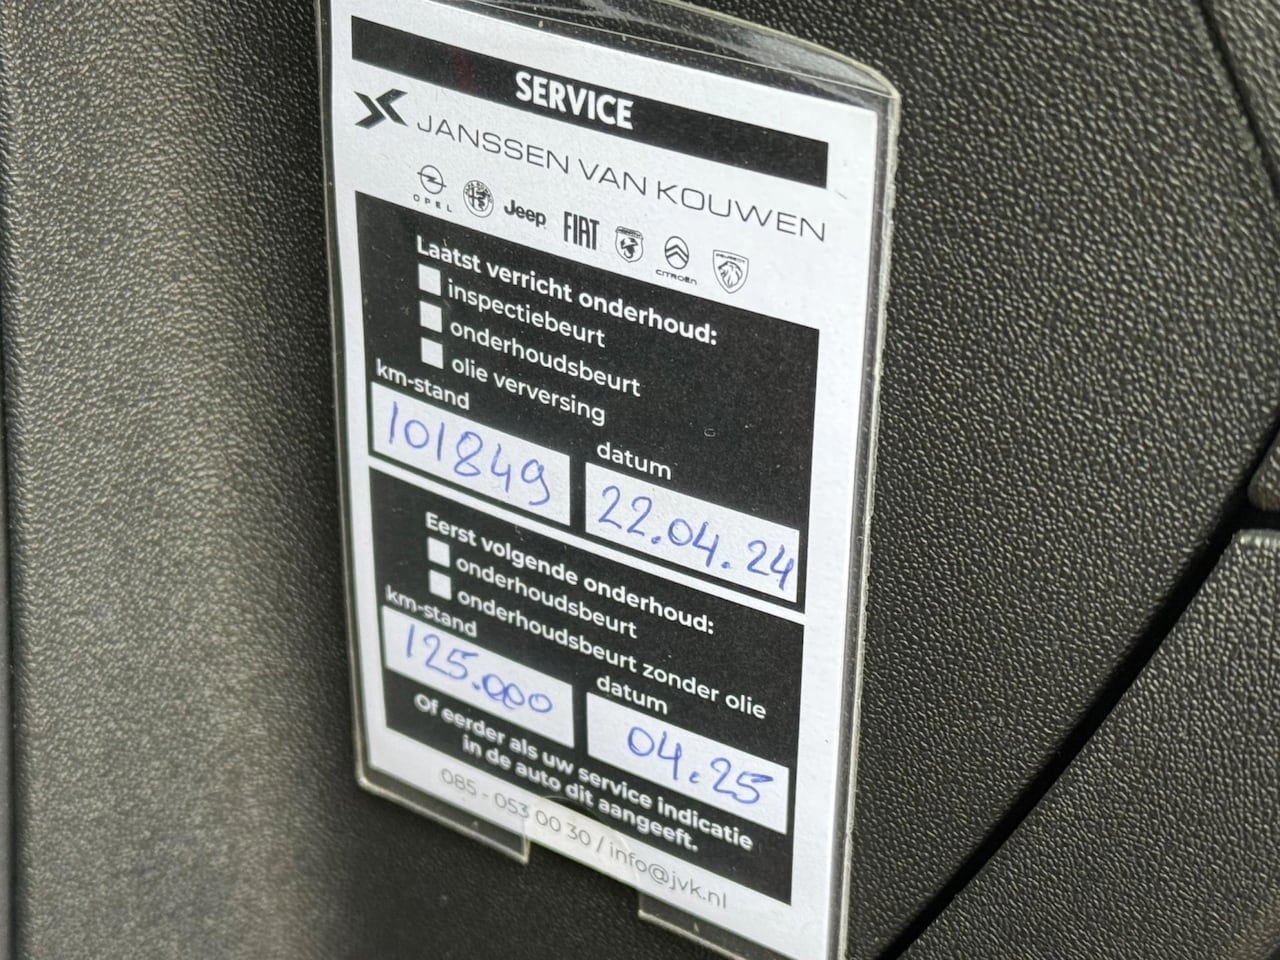 SERVICE
JANSSEN VAN KOUWEN
OPEL Jeep FIAT CITROËN PEUGEOT
Laatst verricht onderhoud:
inspectiebeurt
onderhoudsbeurt
olie verversing
km-stand datum
101849 22.04.24
Eerst volgende onderhoud:
onderhoudsbeurt
onderhoudsbeurt zonder olie
km-stand datum
125.000 04.25
Of eerder als uw service indicatie
in de auto dit aangeeft.
085 - 053 00 30 / info@jvk.nl